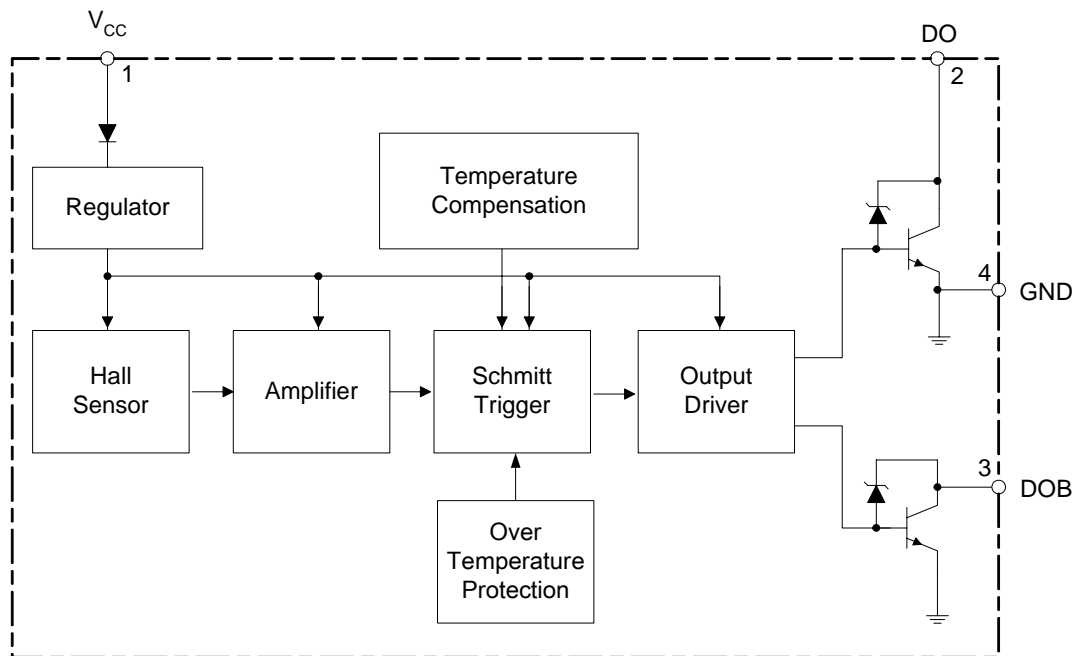 V_CC
DO
1
2
Regulator
Temperature
Compensation
4
GND
Hall
Sensor
Amplifier
Schmitt
Trigger
Output
Driver
3
DOB
Over
Temperature
Protection